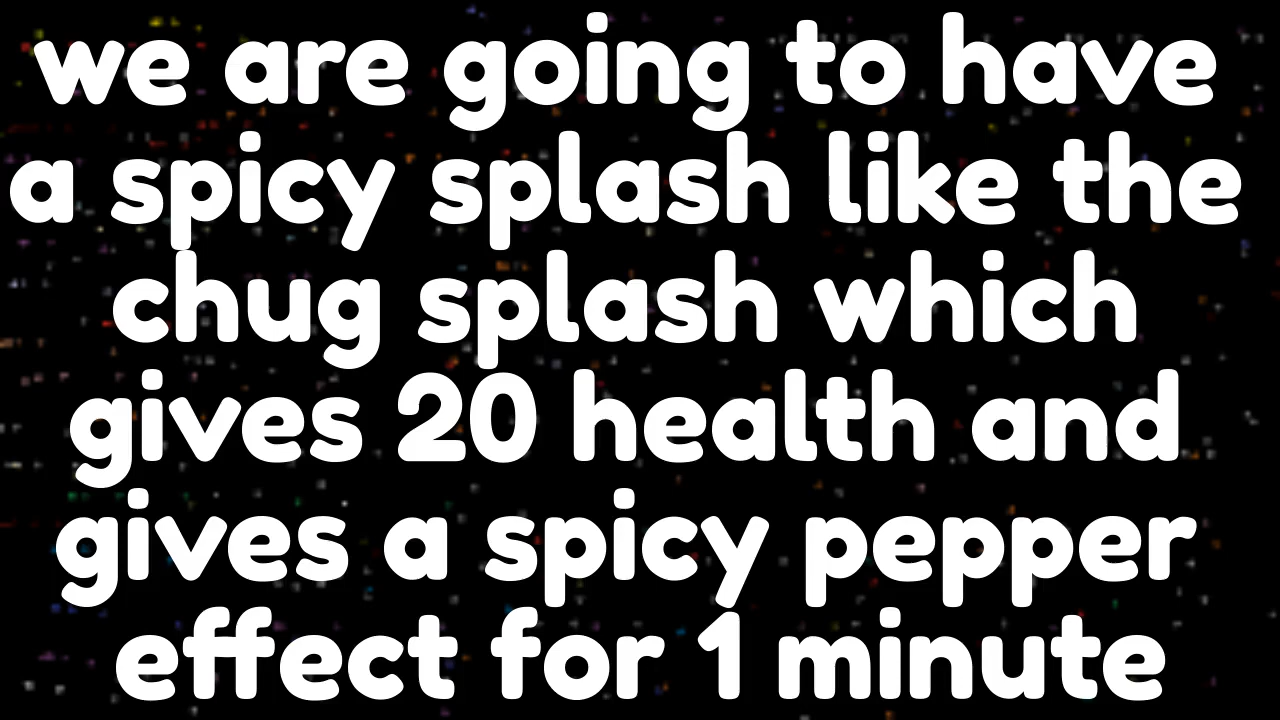 we are going to have
a spicy splash like the
chug splash which
gives 20 health and
gives a spicy pepper
effect for 1 minute